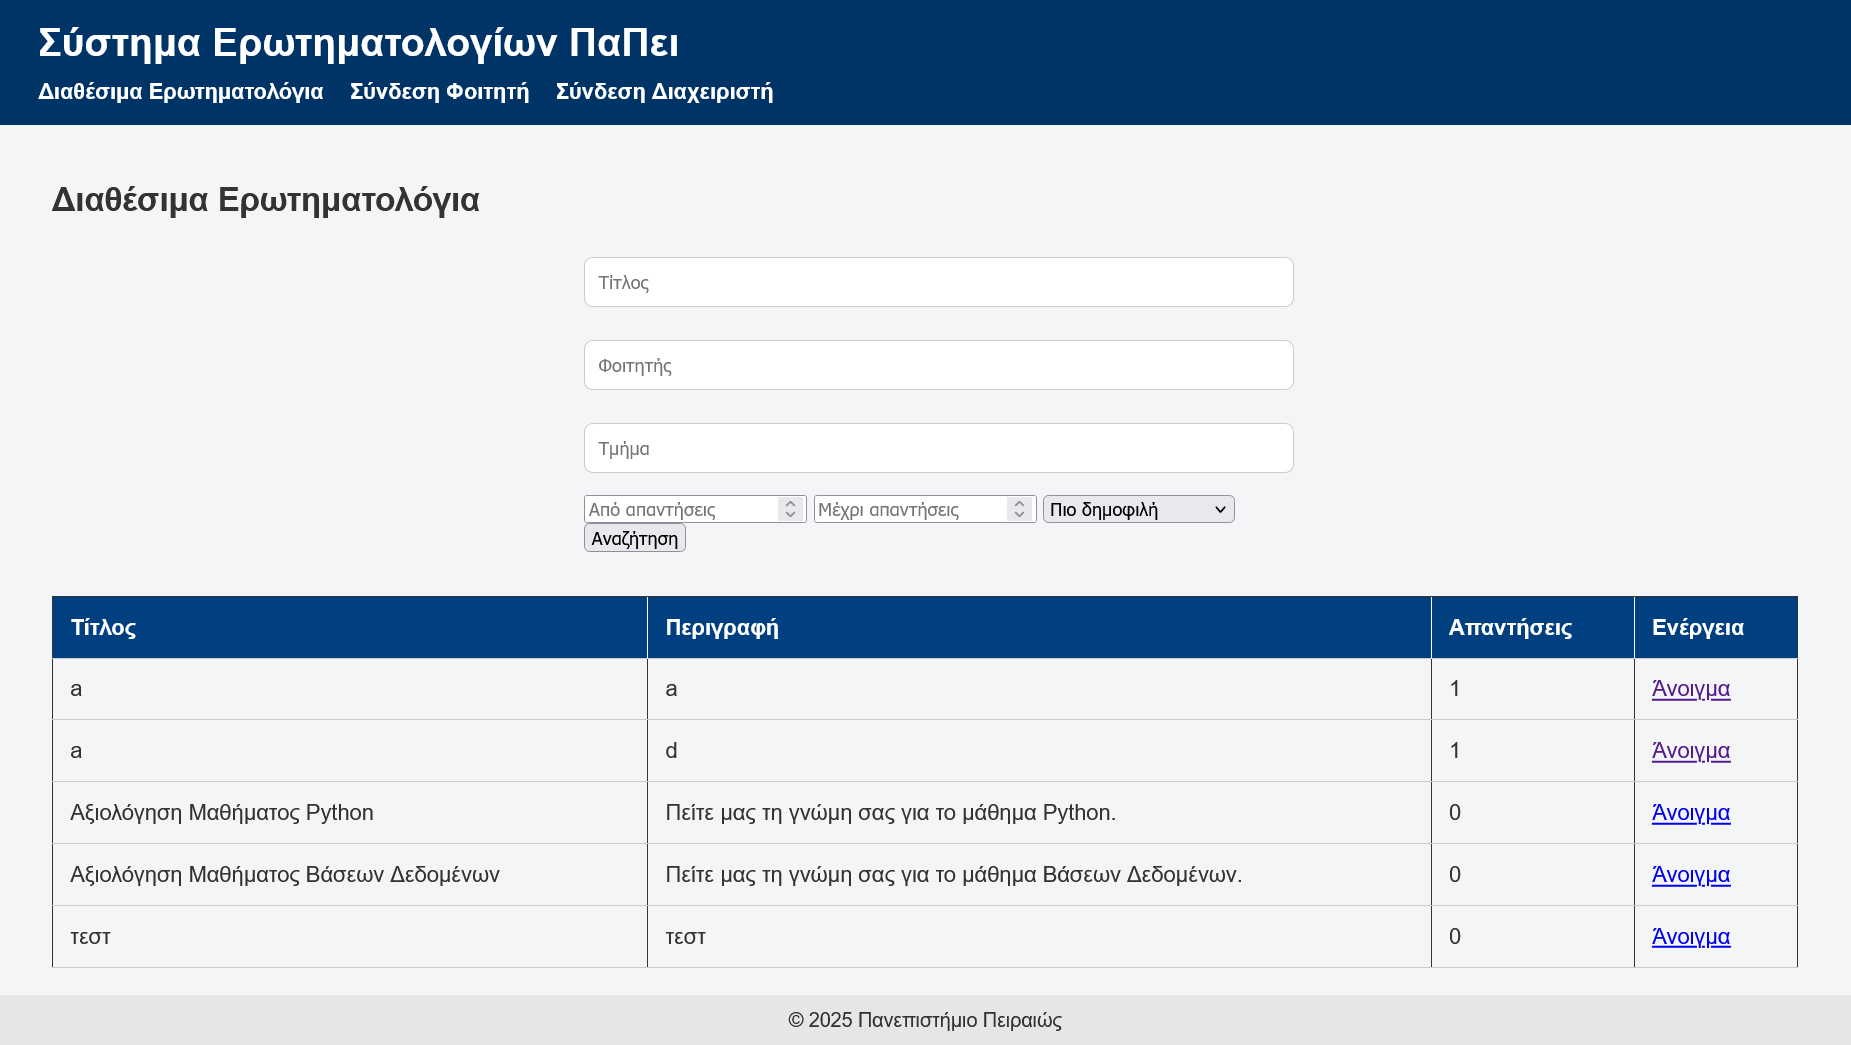 Σύστημα Ερωτηματολογίων ΠαΠει
Διαθέσιμα Ερωτηματολόγια Σύνδεση Φοιτητή Σύνδεση Διαχειριστή
Διαθέσιμα Ερωτηματολόγια
Τίτλος
Φοιτητής
Τμήμα
Από απαντήσεις Μέχρι απαντήσεις Πιο δημοφιλή
Αναζήτηση
Τίτλος Περιγραφή Απαντήσεις Ενέργεια
a a 1 Άνοιγμα
a d 1 Άνοιγμα
Αξιολόγηση Μαθήματος Python Πείτε μας τη γνώμη σας για το μάθημα Python. 0 Άνοιγμα
Αξιολόγηση Μαθήματος Βάσεων Δεδομένων Πείτε μας τη γνώμη σας για το μάθημα Βάσεων Δεδομένων. 0 Άνοιγμα
τεστ τεστ 0 Άνοιγμα
© 2025 Πανεπιστήμιο Πειραιώς